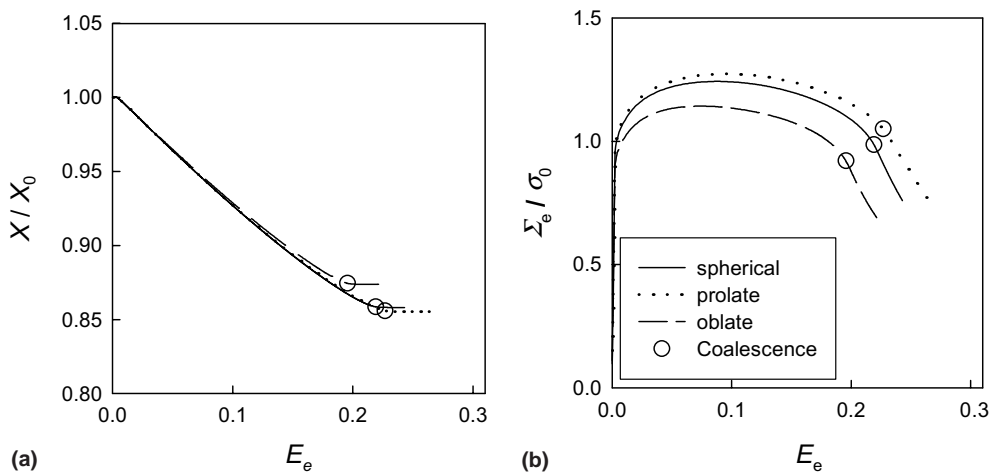 1.05
1.00
0.95
0.90
0.85
0.80
X / X0
0.0 0.1 0.2 0.3
Ee
(a)
1.5
1.0
0.5
0.0
Σe / σ0
spherical
prolate
oblate
Coalescence
0.0 0.1 0.2 0.3
Ee
(b)